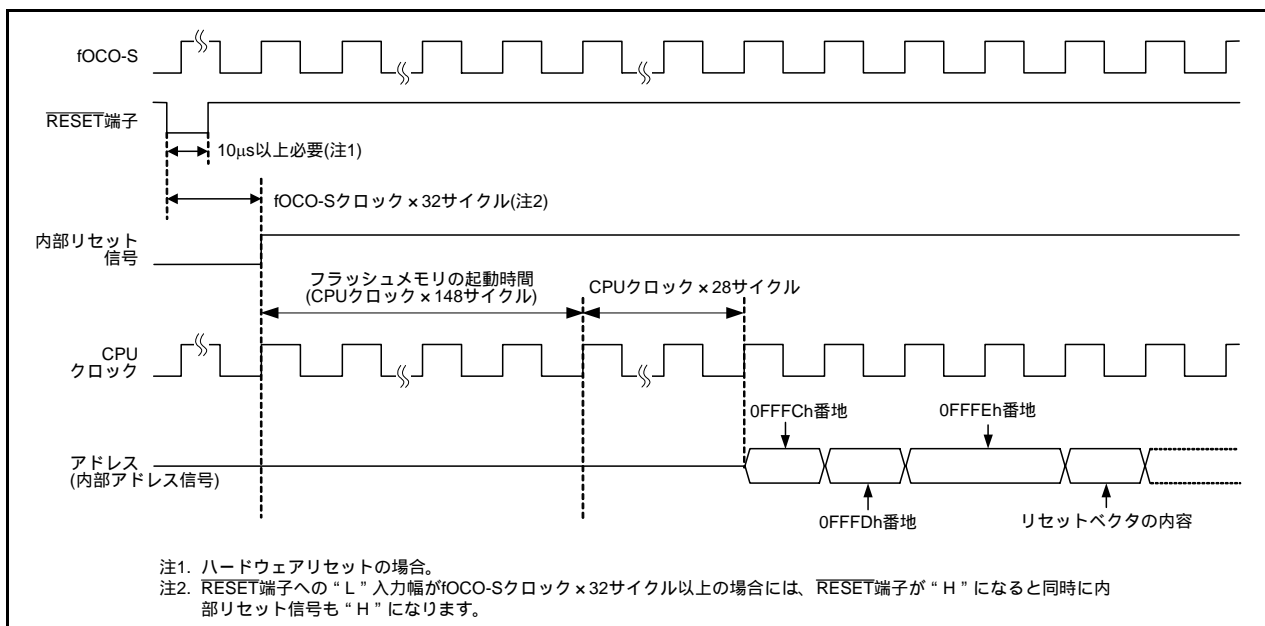 fOCO-S
RESET端子
10μs以上必要(注1)
fOCO-Sクロック×32サイクル(注2)
内部リセット
信号
フラッシュメモリの起動時間
(CPUクロック×148サイクル)
CPUクロック×28サイクル
CPU
クロック
0FFFCh番地
0FFFEh番地
アドレス
(内部アドレス信号)
0FFFDh番地
リセットベクタの内容
注1. ハードウェアリセットの場合。
注2. RESET端子への“L”入力幅がfOCO-Sクロック×32サイクル以上の場合には、RESET端子が“H”になると同時に内
部リセット信号も“H”になります。